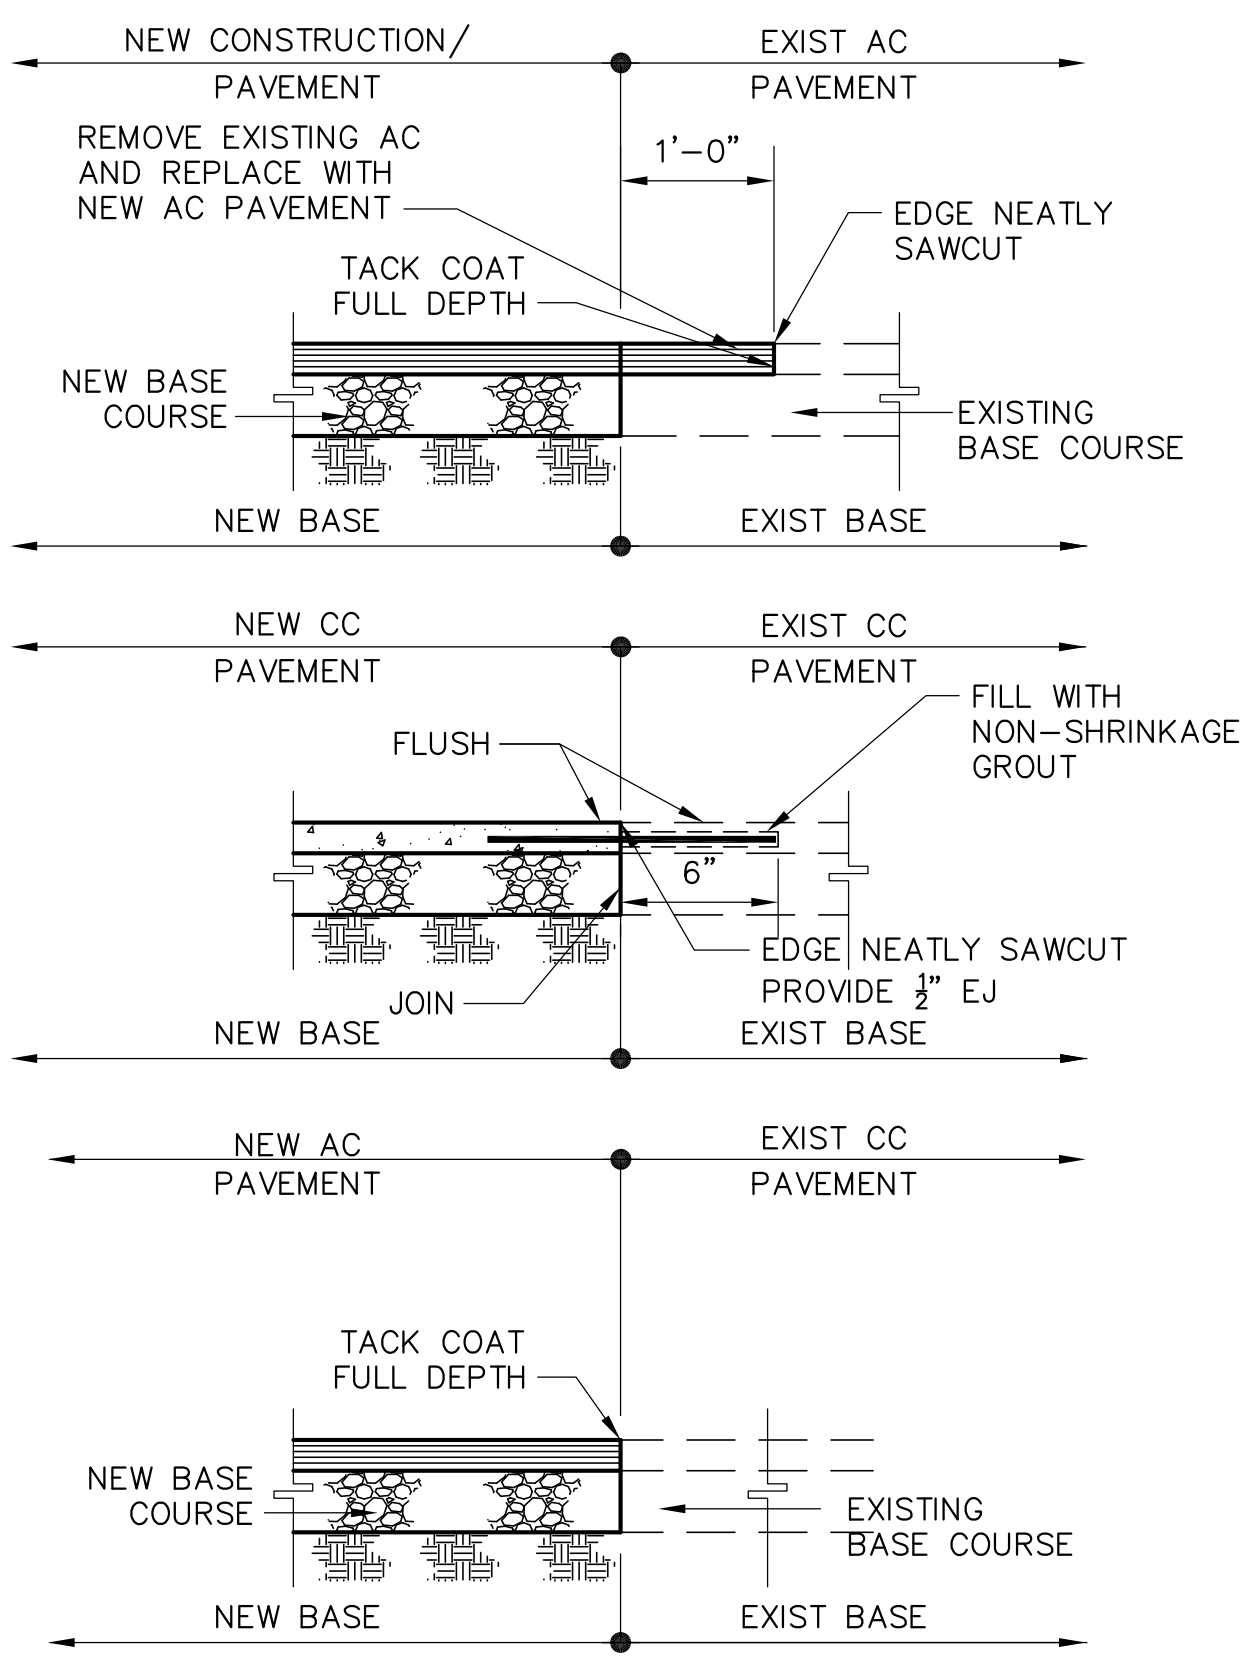 NEW CONSTRUCTION/
PAVEMENT
EXIST AC
PAVEMENT
REMOVE EXISTING AC
AND REPLACE WITH
NEW AC PAVEMENT
1'-0"
EDGE NEATLY
SAWCUT
TACK COAT
FULL DEPTH
NEW BASE
COURSE
EXISTING
BASE COURSE
NEW BASE
EXIST BASE
NEW CC
PAVEMENT
EXIST CC
PAVEMENT
FILL WITH
NON-SHRINKAGE
GROUT
FLUSH
6"
EDGE NEATLY SAWCUT
PROVIDE 1/2" EJ
JOIN
NEW BASE
EXIST BASE
NEW AC
PAVEMENT
EXIST CC
PAVEMENT
TACK COAT
FULL DEPTH
NEW BASE
COURSE
EXISTING
BASE COURSE
NEW BASE
EXIST BASE